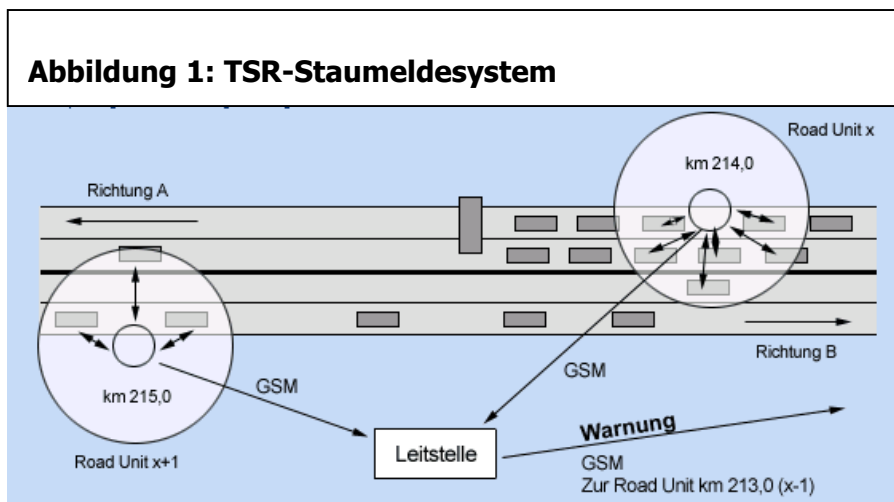 Abbildung 1: TSR-Staumeldesystem
Road Unit x
km 214,0
Richtung A
Richtung B
km 215,0
GSM
GSM
Road Unit x+1
Leitstelle
Warnung
GSM
Zur Road Unit km 213,0 (x-1)